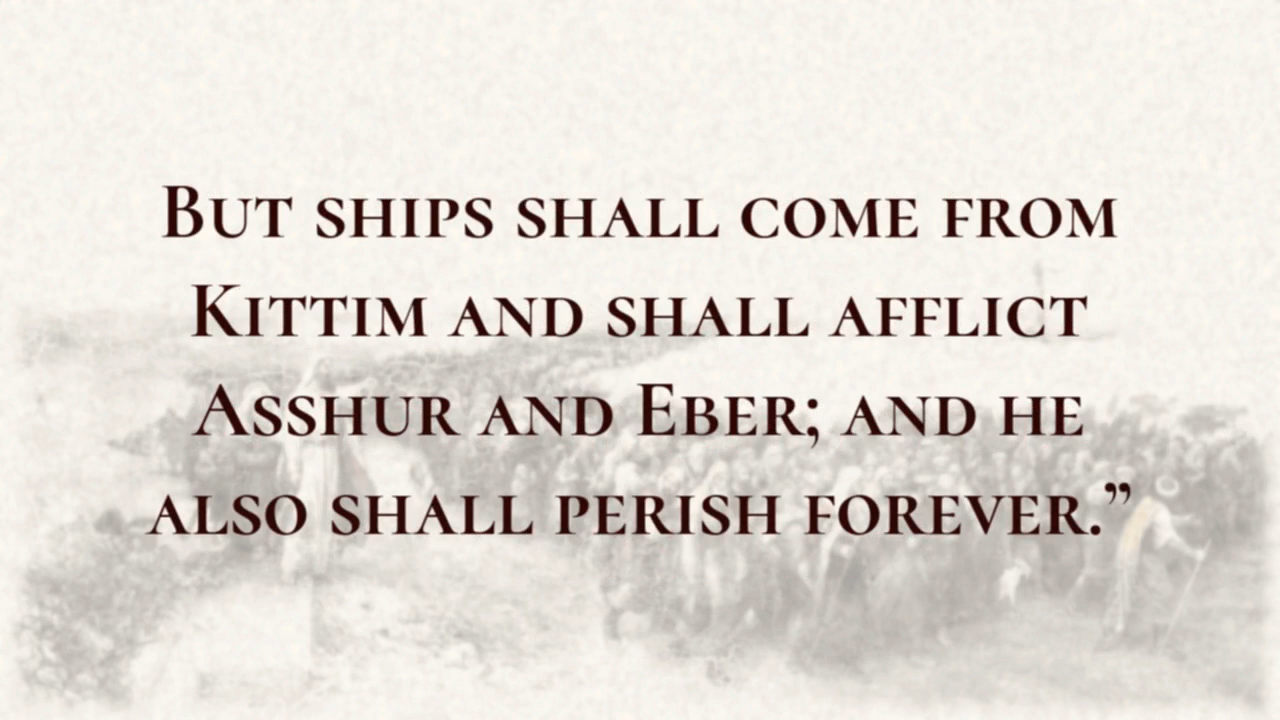 But ships shall come from
Kittim and shall afflict
Asshur and Eber; and he
also shall perish forever.”